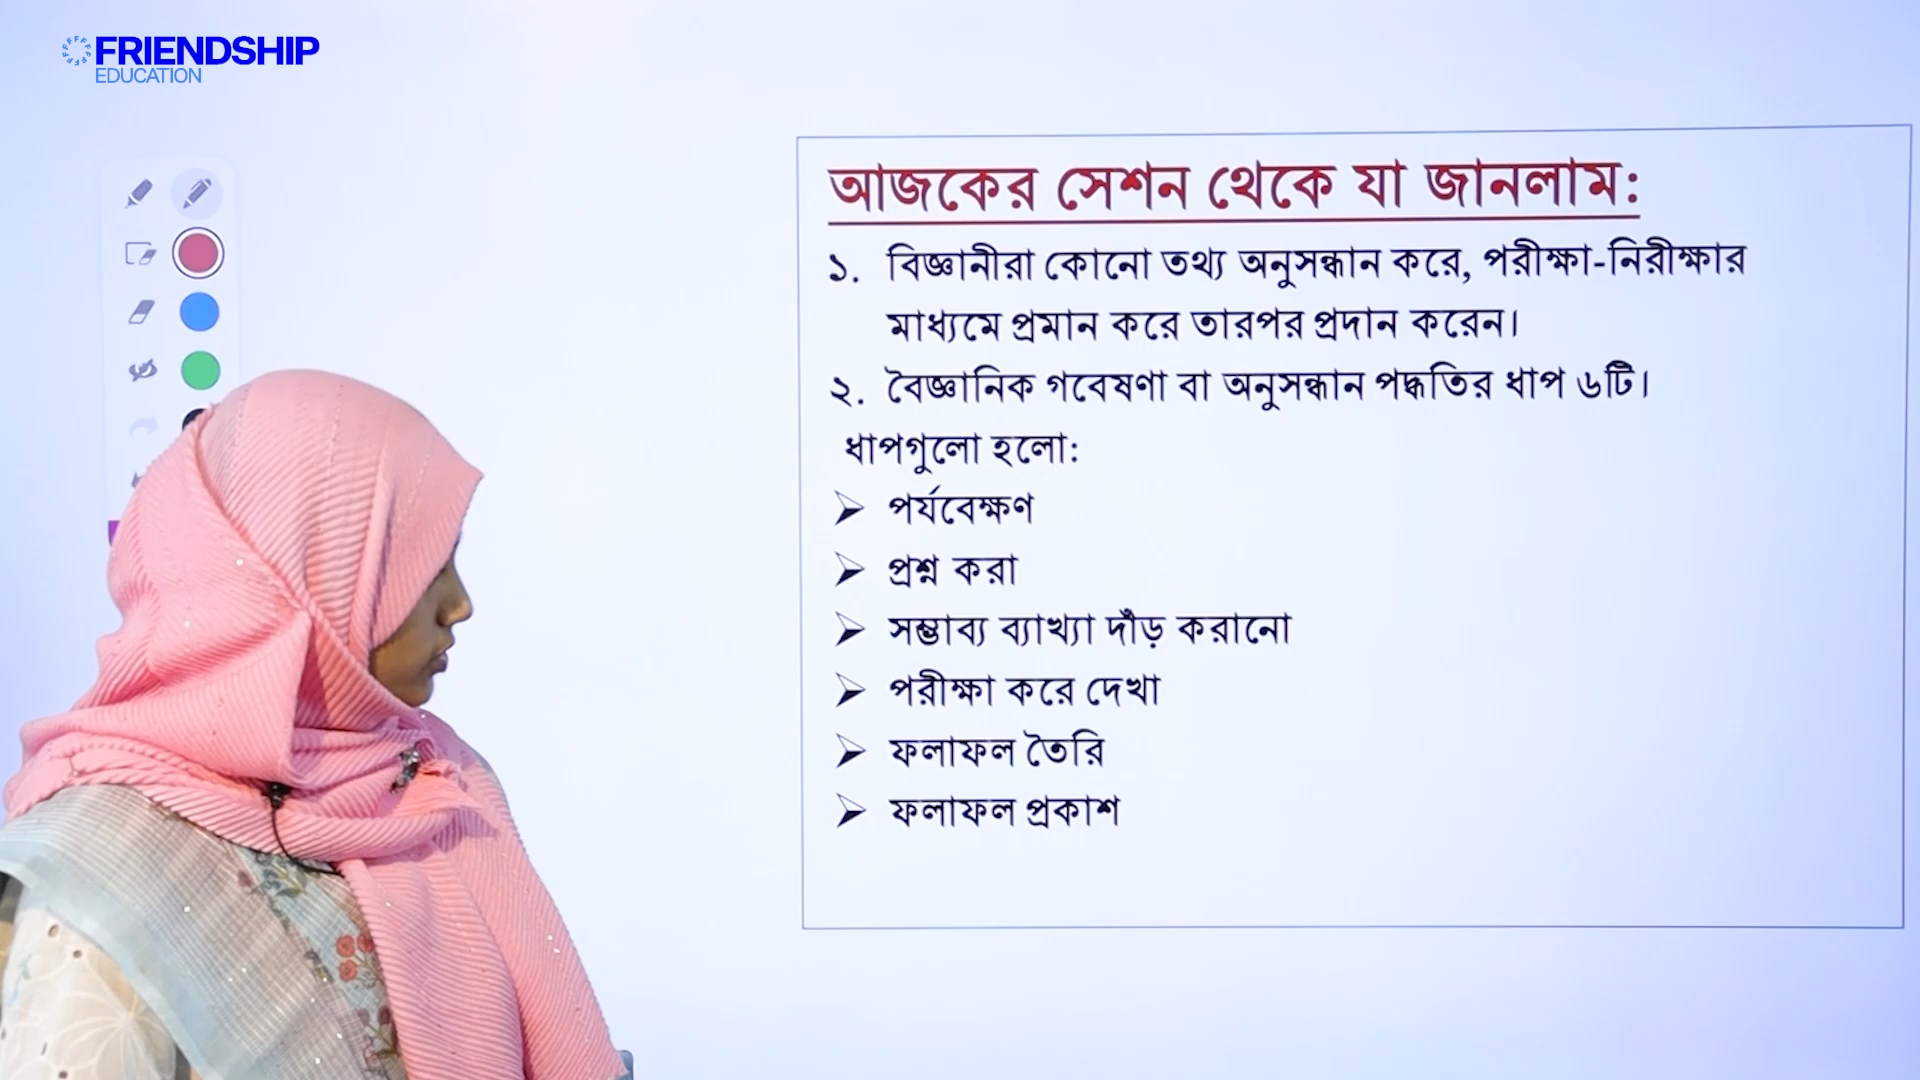 FRIENDSHIP
EDUCATION
আজকের সেশন থেকে যা জানলাম:
১. বিজ্ঞানীরা কোনো তথ্য অনুসন্ধান করে, পরীক্ষা-নিরীক্ষার
মাধ্যমে প্রমান করে তারপর প্রদান করেন।
২. বৈজ্ঞানিক গবেষণা বা অনুসন্ধান পদ্ধতির ধাপ ৬টি।
ধাপগুলো হলো:
➢ পর্যবেক্ষণ
➢ প্রশ্ন করা
➢ সম্ভাব্য ব্যাখ্যা দাঁড় করানো
➢ পরীক্ষা করে দেখা
➢ ফলাফল তৈরি
➢ ফলাফল প্রকাশ